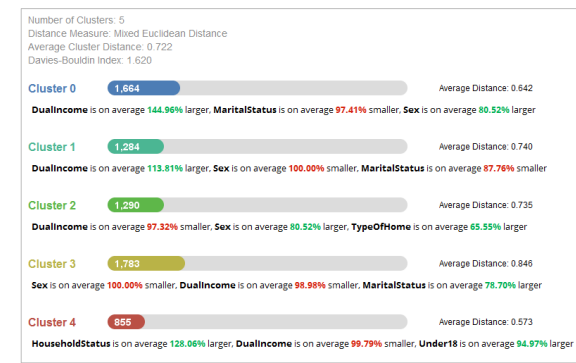 Number of Clusters: 5
Distance Measure: Mixed Euclidean Distance
Average Cluster Distance: 0.722
Davies-Bouldin Index: 1.620
Cluster 0 1,664 Average Distance: 0.642
DualIncome is on average 144.96% larger, MaritalStatus is on average 97.41% smaller, Sex is on average 80.52% larger
Cluster 1 1,284 Average Distance: 0.740
DualIncome is on average 113.81% larger, Sex is on average 100.00% smaller, MaritalStatus is on average 87.76% smaller
Cluster 2 1,290 Average Distance: 0.735
DualIncome is on average 97.32% smaller, Sex is on average 80.52% larger, TypeOfHome is on average 65.55% larger
Cluster 3 1,783 Average Distance: 0.846
Sex is on average 100.00% smaller, DualIncome is on average 98.98% smaller, MaritalStatus is on average 78.70% larger
Cluster 4 855 Average Distance: 0.573
HouseholdStatus is on average 128.06% larger, DualIncome is on average 99.79% smaller, Under18 is on average 94.97% larger